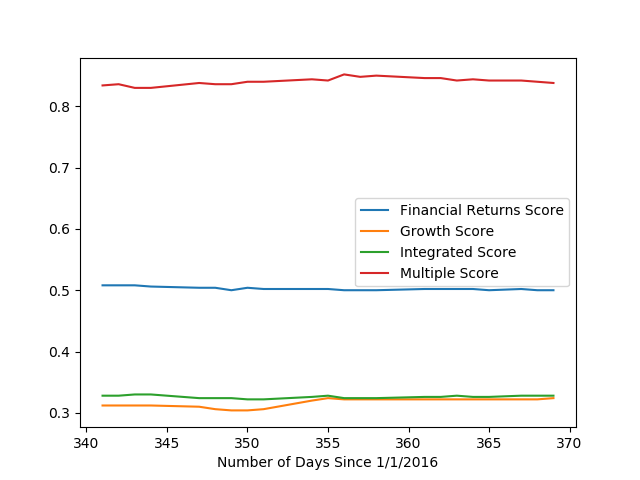 0.8
0.7
0.6
0.5
0.4
0.3
Financial Returns Score
Growth Score
Integrated Score
Multiple Score
340 345 350 355 360 365 370
Number of Days Since 1/1/2016